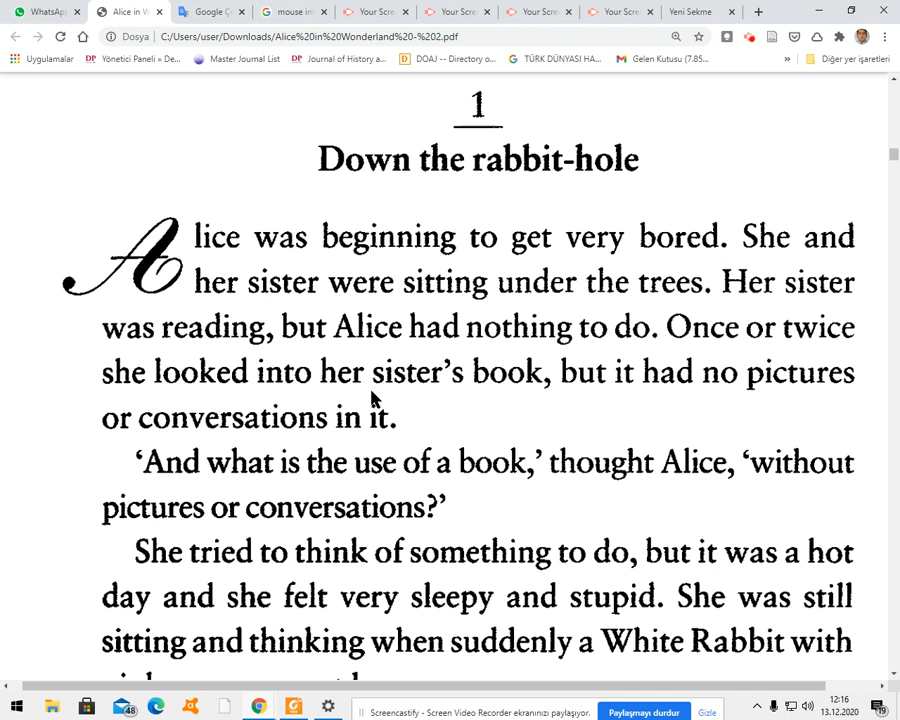 WhatsApp
Alice in W
Google Ç
mouse im
Your Scre
Your Scre
Your Scre
Your Scre
Yeni Sekme
Dosya | C:/Users/user/Downloads/Alice%20in%20Wonderland%20-%202.pdf
Uygulamalar
Yönetici Paneli » De...
Master Journal List
Journal of History a...
DOAJ -- Directory o...
TÜRK DÜNYASI HA...
Gelen Kutusu (7.85...
»
Diğer yer işaretleri
1
Down the rabbit-hole
Alice was beginning to get very bored. She and
her sister were sitting under the trees. Her sister
was reading, but Alice had nothing to do. Once or twice
she looked into her sister's book, but it had no pictures
or conversations in it.
‘And what is the use of a book,’ thought Alice, ‘without
pictures or conversations?’
She tried to think of something to do, but it was a hot
day and she felt very sleepy and stupid. She was still
sitting and thinking when suddenly a White Rabbit with
48
Screencastify - Screen Video Recorder ekranınızı paylaşıyor.
Paylaşmayı durdur
Gizle
12:16
13.12.2020
19